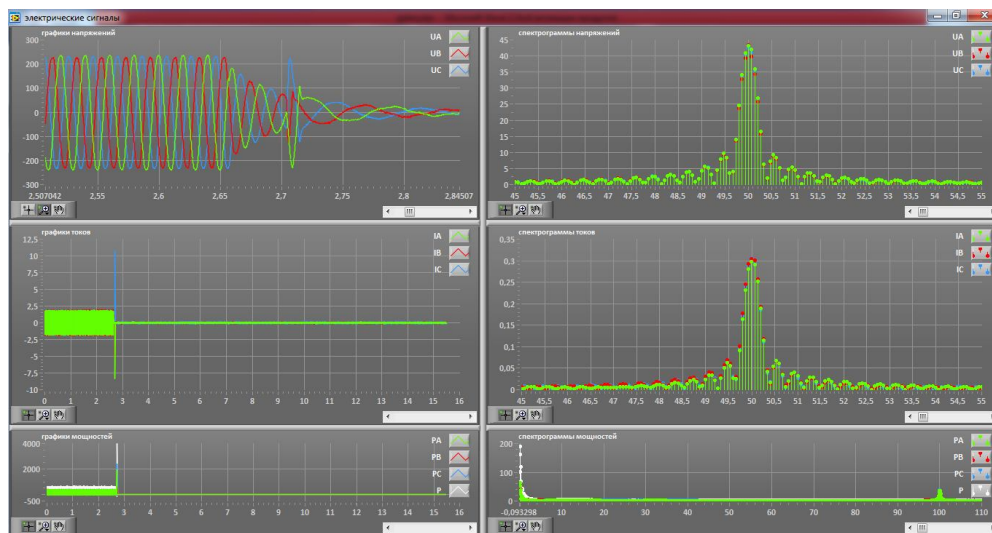 электрические сигналы
графики напряжений
UA
UB
UC
300
200
100
0
-100
-200
-300
2,507042 2,55 2,6 2,65 2,7 2,75 2,8 2,84507
спектрограммы напряжений
UA
UB
UC
45
40
35
30
25
20
15
10
5
0
45 45,5 46 46,5 47 47,5 48 48,5 49 49,5 50 50,5 51 51,5 52 52,5 53 53,5 54 54,5 55
графики токов
IA
IB
IC
12,5
10
7,5
5
2,5
0
-2,5
-5
-7,5
-10
0 1 2 3 4 5 6 7 8 9 10 11 12 13 14 15 16
спектрограммы токов
IA
IB
IC
0,35
0,3
0,25
0,2
0,15
0,1
0,05
0
45 45,5 46 46,5 47 47,5 48 48,5 49 49,5 50 50,5 51 51,5 52 52,5 53 53,5 54 54,5 55
графики мощностей
PA
PB
PC
P
4000
2000
-500
0 1 2 3 4 5 6 7 8 9 10 11 12 13 14 15 16
спектрограммы мощностей
PA
PB
PC
P
200
100
0
-0,093298 10 20 30 40 50 60 70 80 90 100 110